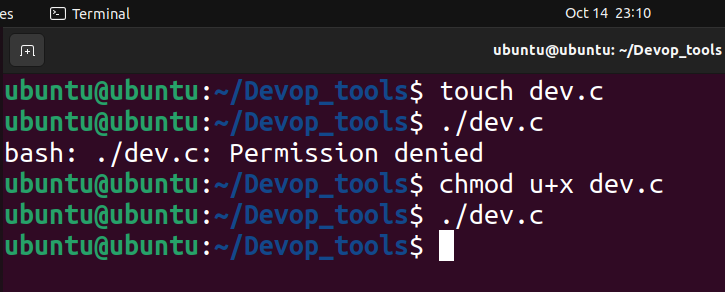 es Terminal Oct 14 23:10
ubuntu@ubuntu: ~/Devop_tools
ubuntu@ubuntu:~/Devop_tools$ touch dev.c
ubuntu@ubuntu:~/Devop_tools$ ./dev.c
bash: ./dev.c: Permission denied
ubuntu@ubuntu:~/Devop_tools$ chmod u+x dev.c
ubuntu@ubuntu:~/Devop_tools$ ./dev.c
ubuntu@ubuntu:~/Devop_tools$